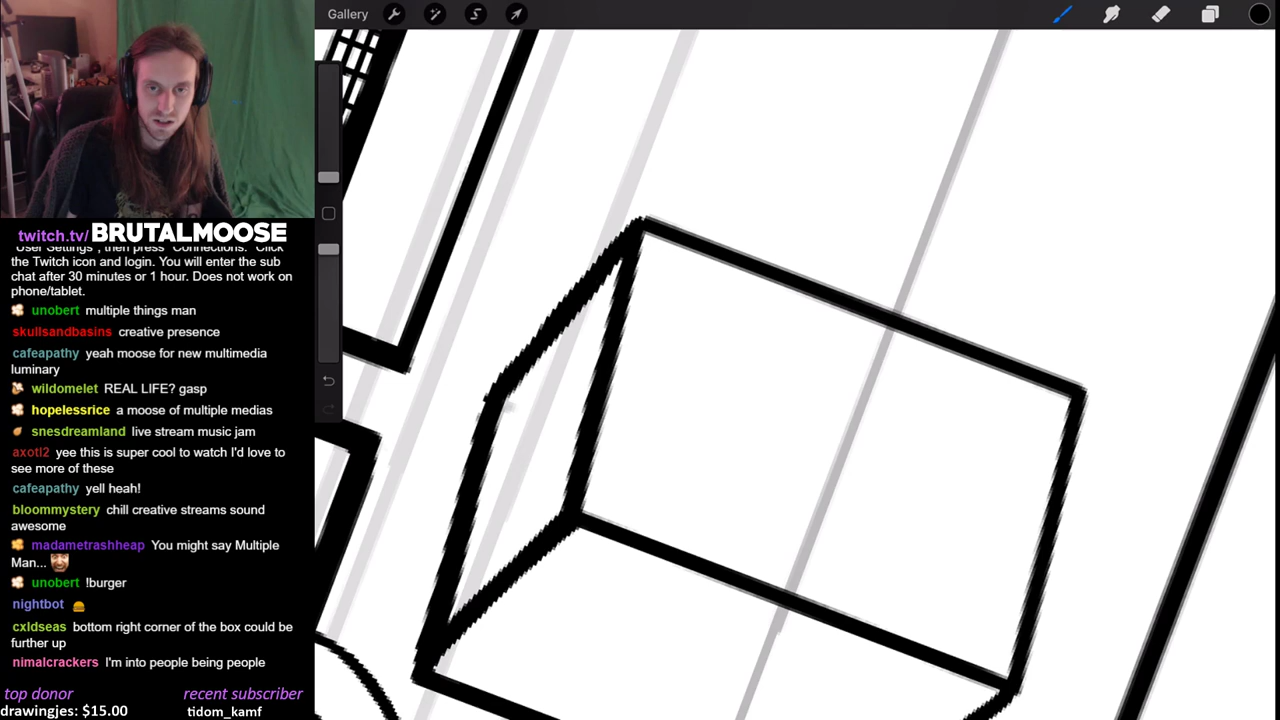 Gallery
twitch.tv/BRUTALMOOSE
"User Settings", then press "Connections." Click
the Twitch icon and login. You will enter the sub
chat after 30 minutes or 1 hour. Does not work on
phone/tablet.
unobert multiple things man
skullsandbasins creative presence
cafeapathy yeah moose for new multimedia
luminary
wildomelet REAL LIFE? gasp
hopelessrice a moose of multiple medias
snesdreamland live stream music jam
axotl2 yee this is super cool to watch I'd love to
see more of these
cafeapathy yell heah!
bloommystery chill creative streams sound
awesome
madametrashheap You might say Multiple
Man...
unobert !burger
nightbot
cxldseas bottom right corner of the box could be
further up
nimalcrackers I'm into people being people
top donor recent subscriber
drawingjes: $15.00 tidom_kamf